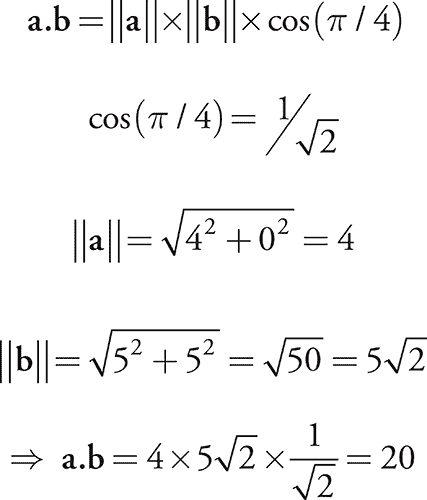 a.b = ||a||×||b||×cos(π / 4)
cos(π / 4) = 1/√2
||a|| = √(4² + 0²) = 4
||b|| = √(5² + 5²) = √50 = 5√2
⇒ a.b = 4×5√2×1/√2 = 20